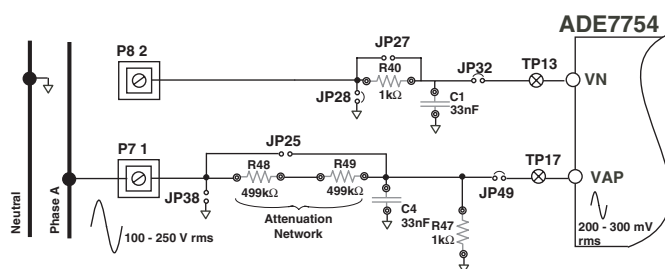 ADE7754
P8 2
JP27
R40
1kΩ
JP28
C1
33nF
JP32
TP13
VN
P7 1
JP25
R48
499kΩ
R49
499kΩ
JP38
Attenuation
Network
C4
33nF
R47
1kΩ
JP49
TP17
VAP
200 - 300 mV
rms
100 - 250 V rms
Neutral
Phase A